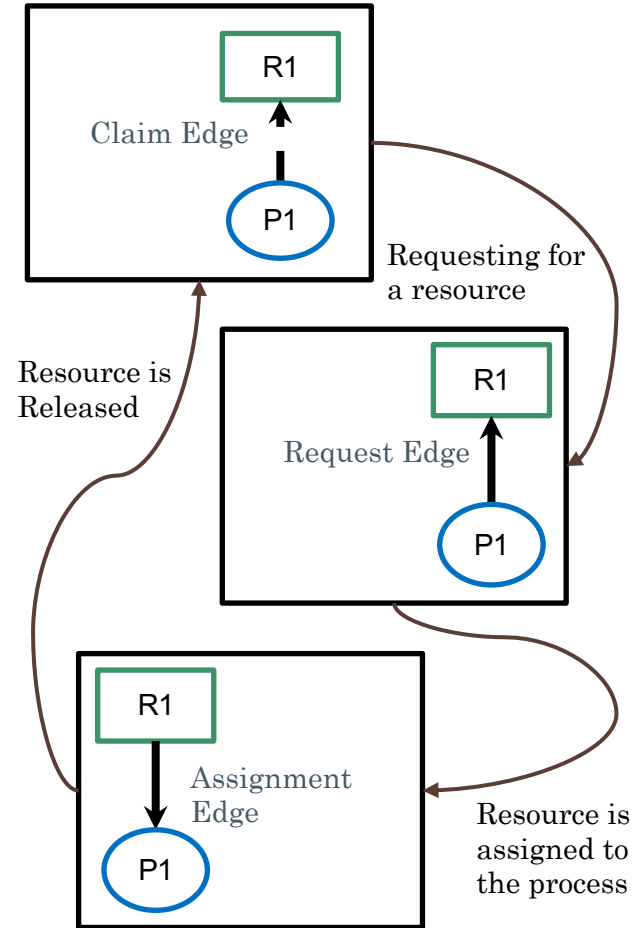 R1
Claim Edge
P1
Requesting for
a resource
Resource is
Released
R1
Request Edge
P1
R1
Assignment
Edge
P1
Resource is
assigned to
the process